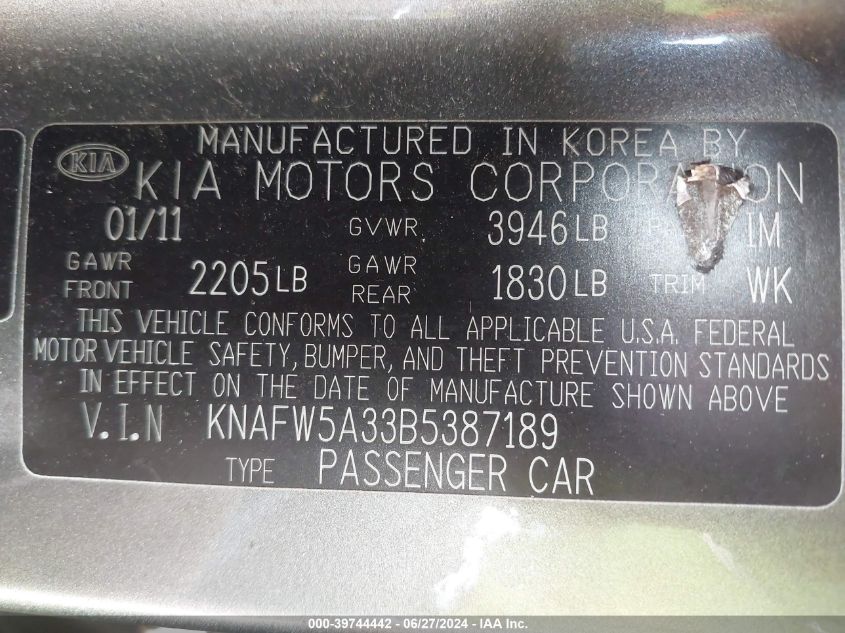 MANUFACTURED IN KOREA BY
KIA KIA MOTORS CORPORATION
01/11 GVWR 3946LB IM
GAWR FRONT 2205LB GAWR REAR 1830LB TRIM WK
THIS VEHICLE CONFORMS TO ALL APPLICABLE U.S.A. FEDERAL
MOTOR VEHICLE SAFETY, BUMPER, AND THEFT PREVENTION STANDARDS
IN EFFECT ON THE DATE OF MANUFACTURE SHOWN ABOVE
V.I.N KNAFW5A33B5387189
TYPE PASSENGER CAR
000-39744442 - 06/27/2024 - IAA Inc.